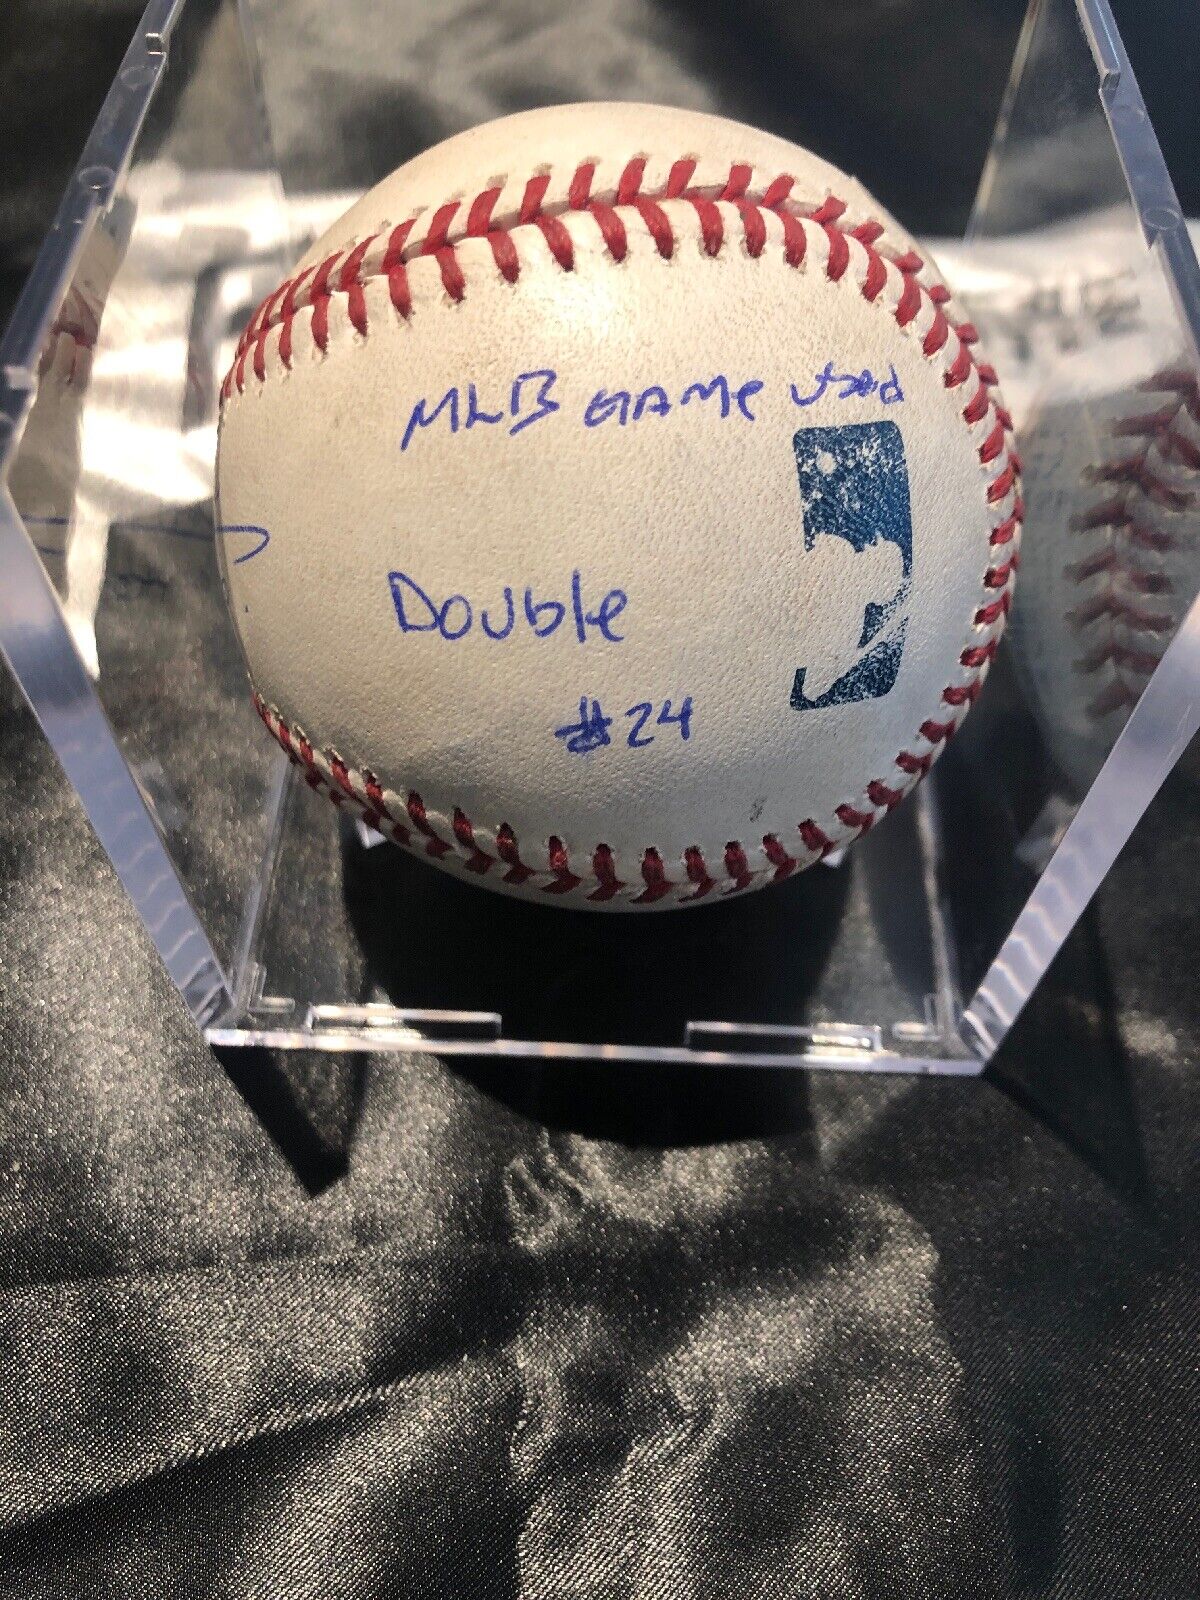 MLB GAMe used
Double
#24